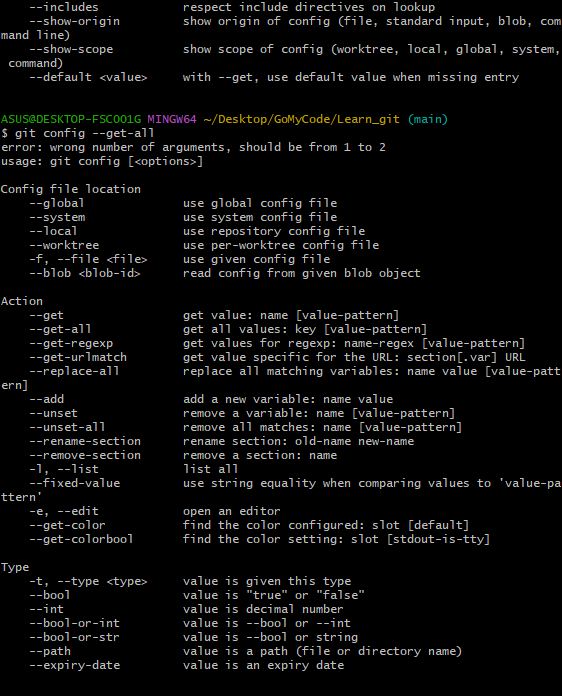 --includes            respect include directives on lookup
    --show-origin         show origin of config (file, standard input, blob, com
mand line)
    --show-scope          show scope of config (worktree, local, global, system,
 command)
    --default <value>     with --get, use default value when missing entry

ASUS@DESKTOP-FSCOO1G MINGW64 ~/Desktop/GoMyCode/Learn_git (main)
$ git config --get-all
error: wrong number of arguments, should be from 1 to 2
usage: git config [<options>]

Config file location
    --global              use global config file
    --system              use system config file
    --local               use repository config file
    --worktree            use per-worktree config file
    -f, --file <file>     use given config file
    --blob <blob-id>      read config from given blob object

Action
    --get                 get value: name [value-pattern]
    --get-all             get all values: key [value-pattern]
    --get-regexp          get values for regexp: name-regex [value-pattern]
    --get-urlmatch        get value specific for the URL: section[.var] URL
    --replace-all         replace all matching variables: name value [value-patt
ern]
    --add                 add a new variable: name value
    --unset               remove a variable: name [value-pattern]
    --unset-all           remove all matches: name [value-pattern]
    --rename-section      rename section: old-name new-name
    --remove-section      remove a section: name
    -l, --list            list all
    --fixed-value         use string equality when comparing values to 'value-pa
ttern'
    -e, --edit            open an editor
    --get-color           find the color configured: slot [default]
    --get-colorbool       find the color setting: slot [stdout-is-tty]

Type
    -t, --type <type>     value is given this type
    --bool                value is "true" or "false"
    --int                 value is decimal number
    --bool-or-int         value is --bool or --int
    --bool-or-str         value is --bool or string
    --path                value is a path (file or directory name)
    --expiry-date         value is an expiry date